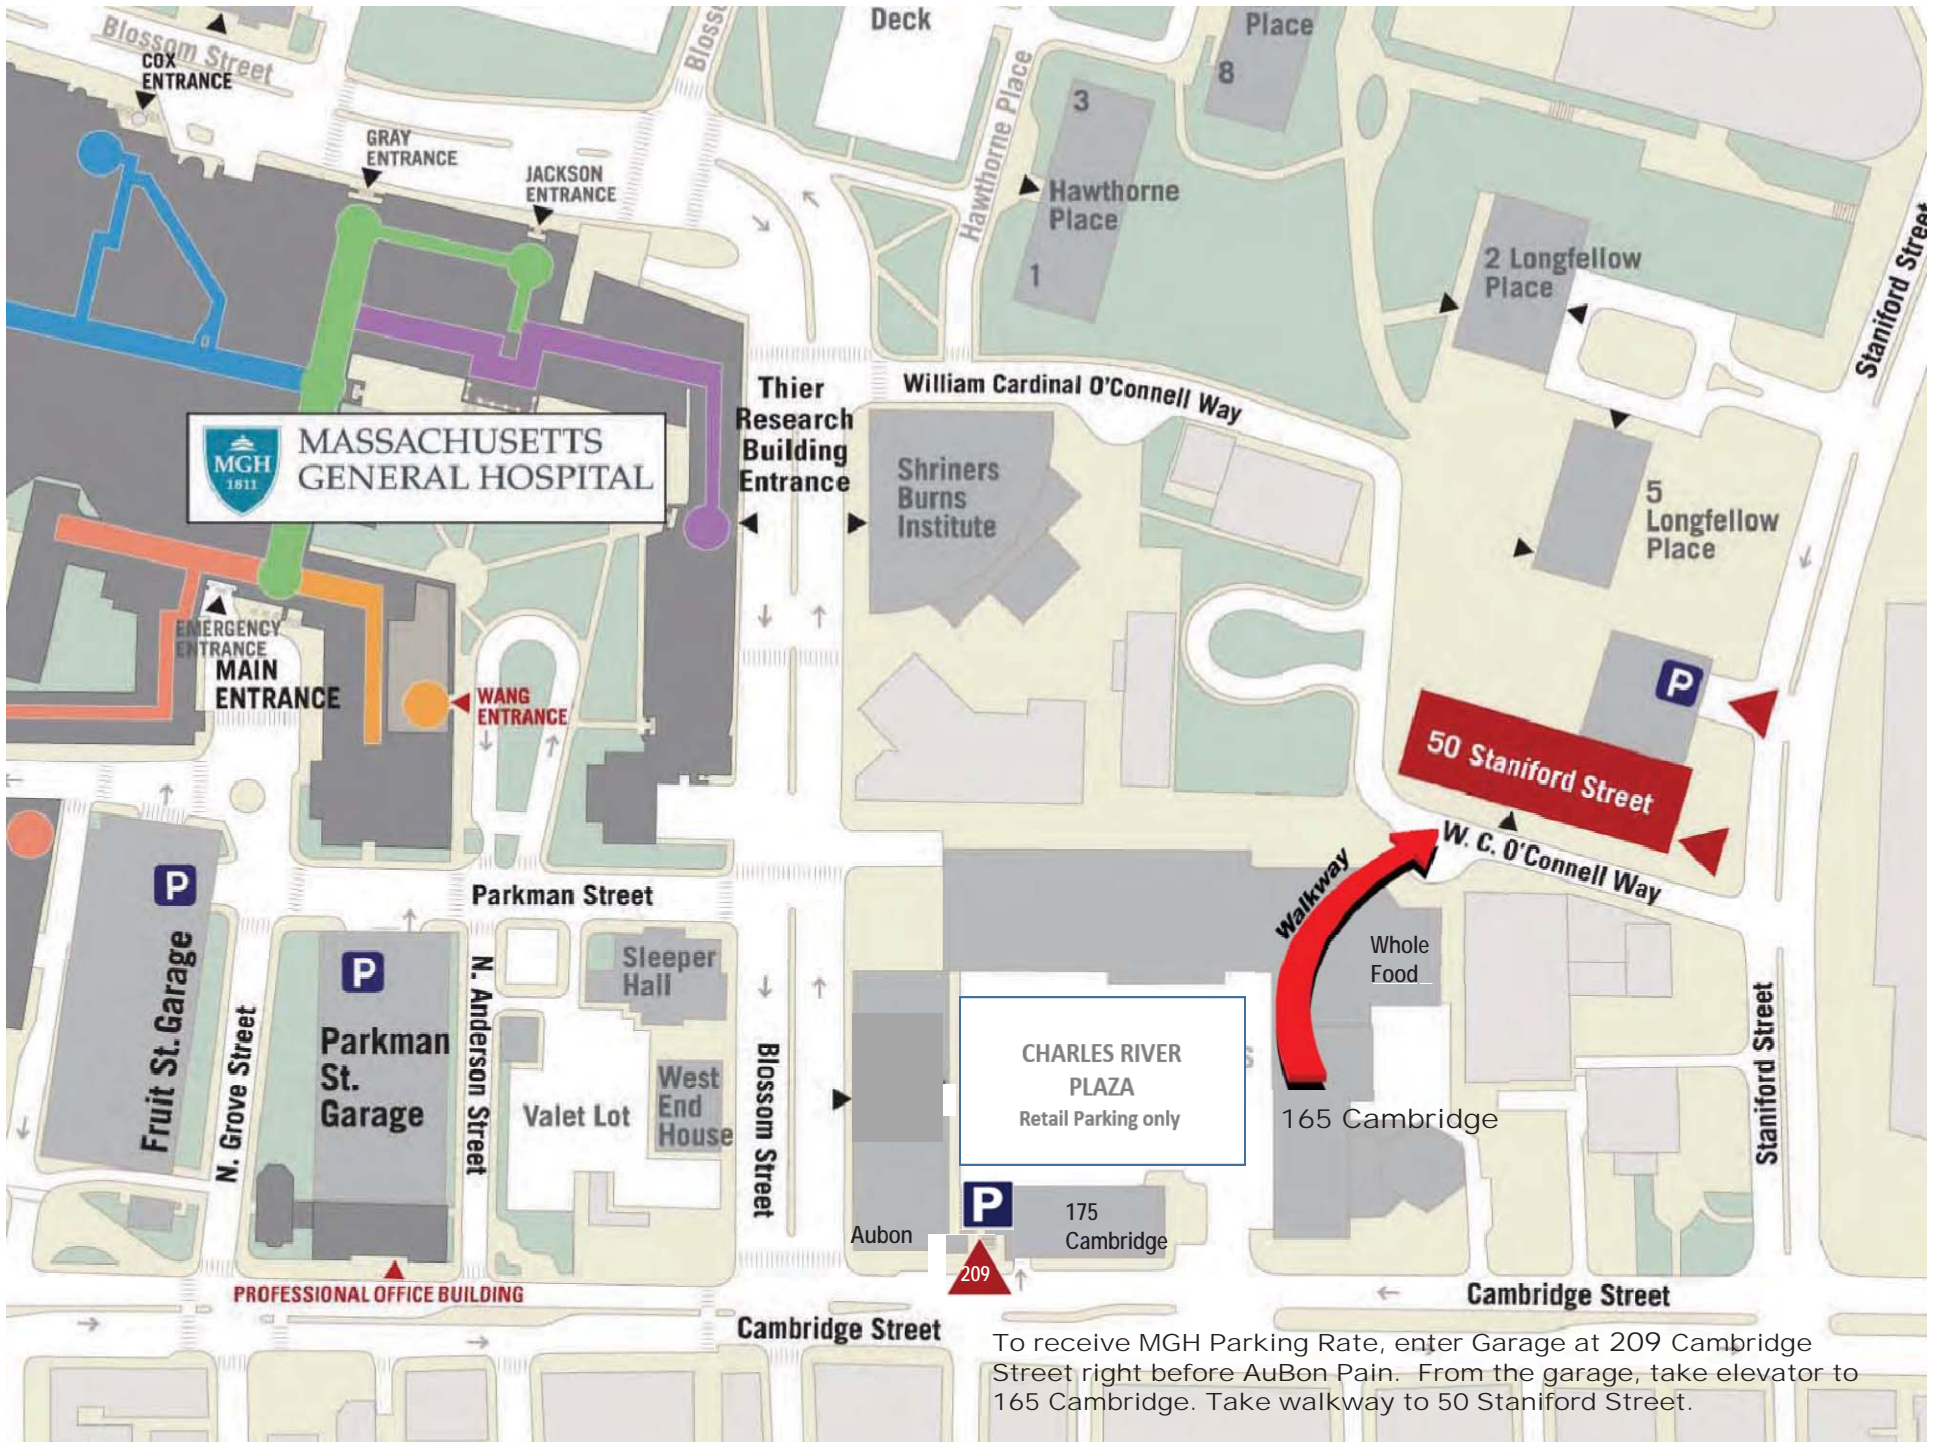 Deck
Place
8
Blossom Street
COX
ENTRANCE
GRAY
ENTRANCE
JACKSON
ENTRANCE
Hawthorne Place
3
Hawthorne
Place
1
2 Longfellow
Place
Staniford Street
William Cardinal O'Connell Way
Thier
Research
Building
Entrance
MGH
1811
MASSACHUSETTS
GENERAL HOSPITAL
Shriners
Burns
Institute
5
Longfellow
Place
EMERGENCY
ENTRANCE
MAIN
ENTRANCE
WANG
ENTRANCE
P
50 Staniford Street
W. C. O'Connell Way
Walkway
Whole
Food
Parkman Street
P
Fruit St. Garage
N. Grove Street
P
Parkman
St.
Garage
N. Anderson Street
Sleeper
Hall
Valet Lot
West
End
House
Blossom Street
CHARLES RIVER
PLAZA
Retail Parking only
165 Cambridge
Staniford Street
P
175
Cambridge
Aubon
209
PROFESSIONAL OFFICE BUILDING
Cambridge Street
Cambridge Street
To receive MGH Parking Rate, enter Garage at 209 Cambridge
Street right before AuBon Pain. From the garage, take elevator to
165 Cambridge. Take walkway to 50 Staniford Street.